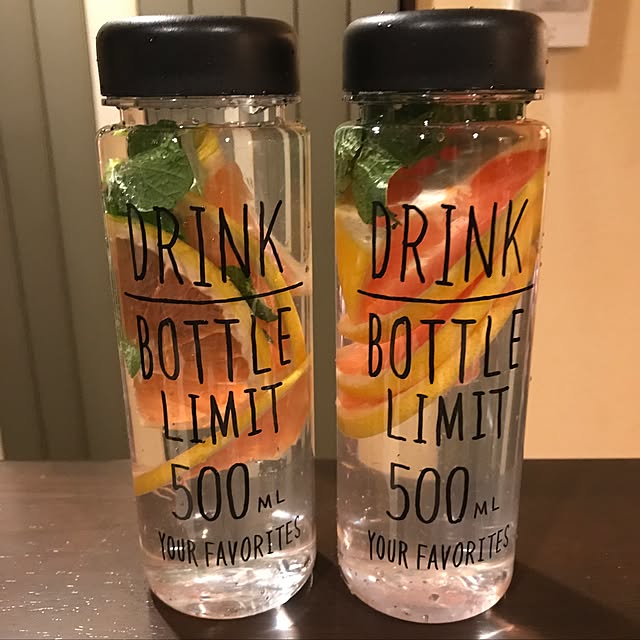 DRINK
BOTTLE
LIMIT
500 ML
YOUR FAVORITES
DRINK
BOTTLE
LIMIT
500 ML
YOUR FAVORITES